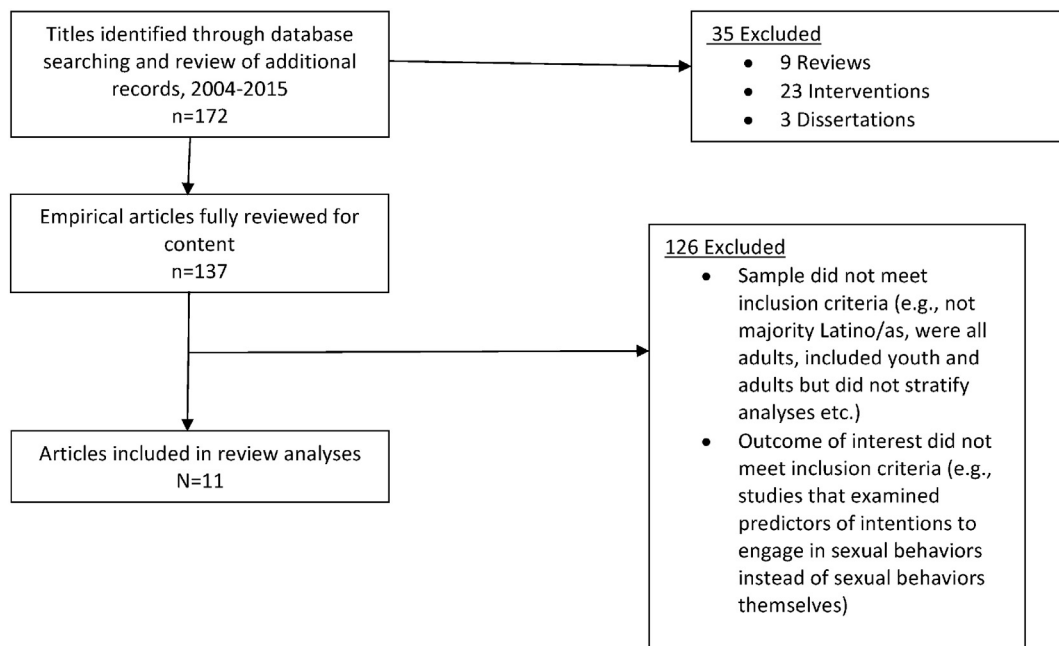 Titles identified through database
searching and review of additional
records, 2004-2015
n=172
35 Excluded
• 9 Reviews
• 23 Interventions
• 3 Dissertations
Empirical articles fully reviewed for
content
n=137
126 Excluded
• Sample did not meet
inclusion criteria (e.g., not
majority Latino/as, were all
adults, included youth and
adults but did not stratify
analyses etc.)
• Outcome of interest did not
meet inclusion criteria (e.g.,
studies that examined
predictors of intentions to
engage in sexual behaviors
instead of sexual behaviors
themselves)
Articles included in review analyses
N=11